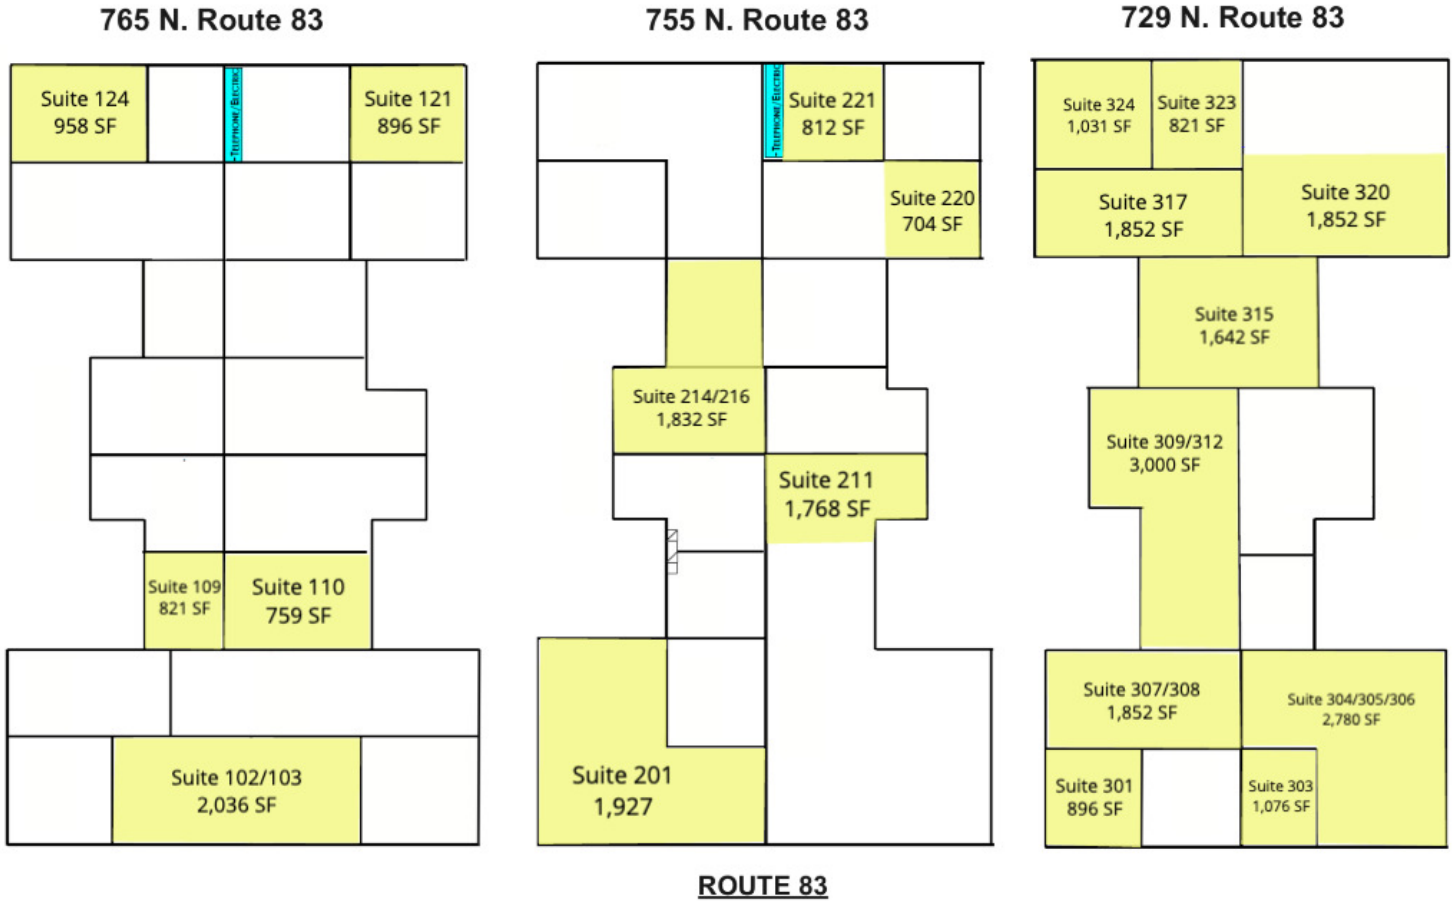 765 N. Route 83
755 N. Route 83
729 N. Route 83
Suite 124
958 SF
TELEPHONE/ELECTRIC
Suite 121
896 SF
Suite 109
821 SF
Suite 110
759 SF
Suite 102/103
2,036 SF
TELEPHONE/ELECTRIC
Suite 221
812 SF
Suite 220
704 SF
Suite 214/216
1,832 SF
Suite 211
1,768 SF
Suite 201
1,927
Suite 324
1,031 SF
Suite 323
821 SF
Suite 317
1,852 SF
Suite 320
1,852 SF
Suite 315
1,642 SF
Suite 309/312
3,000 SF
Suite 307/308
1,852 SF
Suite 304/305/306
2,780 SF
Suite 301
896 SF
Suite 303
1,076 SF
ROUTE 83